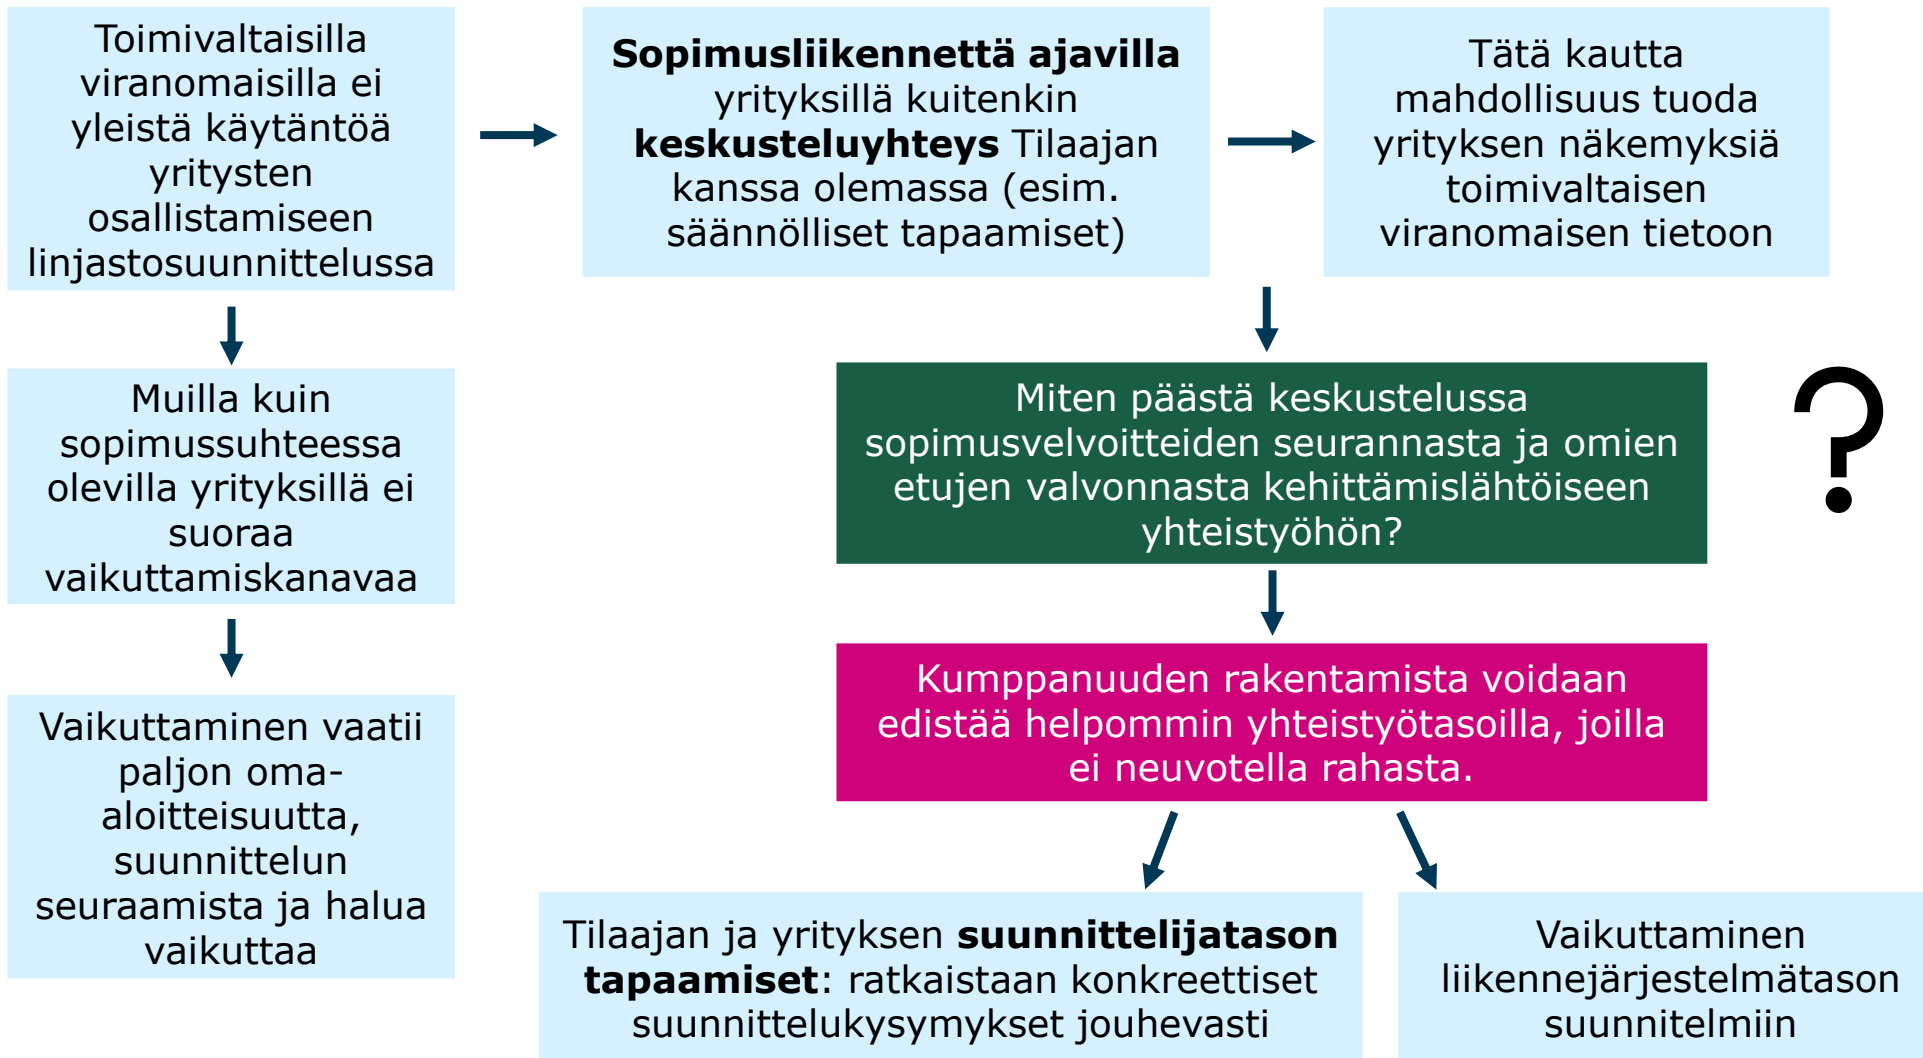 Toimivaltaisilla
viranomaisilla ei
yleistä käytäntöä
yritysten
osallistamiseen
linjastosuunnittelussa
Sopimusliikennettä ajavilla
yrityksillä kuitenkin
keskusteluyhteys Tilaajan
kanssa olemassa (esim.
säännölliset tapaamiset)
Tätä kautta
mahdollisuus tuoda
yrityksen näkemyksiä
toimivaltaisen
viranomaisen tietoon
Muilla kuin
sopimussuhteessa
olevilla yrityksillä ei
suoraa
vaikuttamiskanavaa
Miten päästä keskustelussa
sopimusvelvoitteiden seurannasta ja omien
etujen valvonnasta kehittämislähtöiseen
yhteistyöhön?
?
Vaikuttaminen vaatii
paljon oma-
aloitteisuutta,
suunnittelun
seuraamista ja halua
vaikuttaa
Kumppanuuden rakentamista voidaan
edistää helpommin yhteistyötasoilla, joilla
ei neuvotella rahasta.
Tilaajan ja yrityksen suunnittelijatason
tapaamiset: ratkaistaan konkreettiset
suunnittelukysymykset jouhevasti
Vaikuttaminen
liikennejärjestelmätason
suunnitelmiin